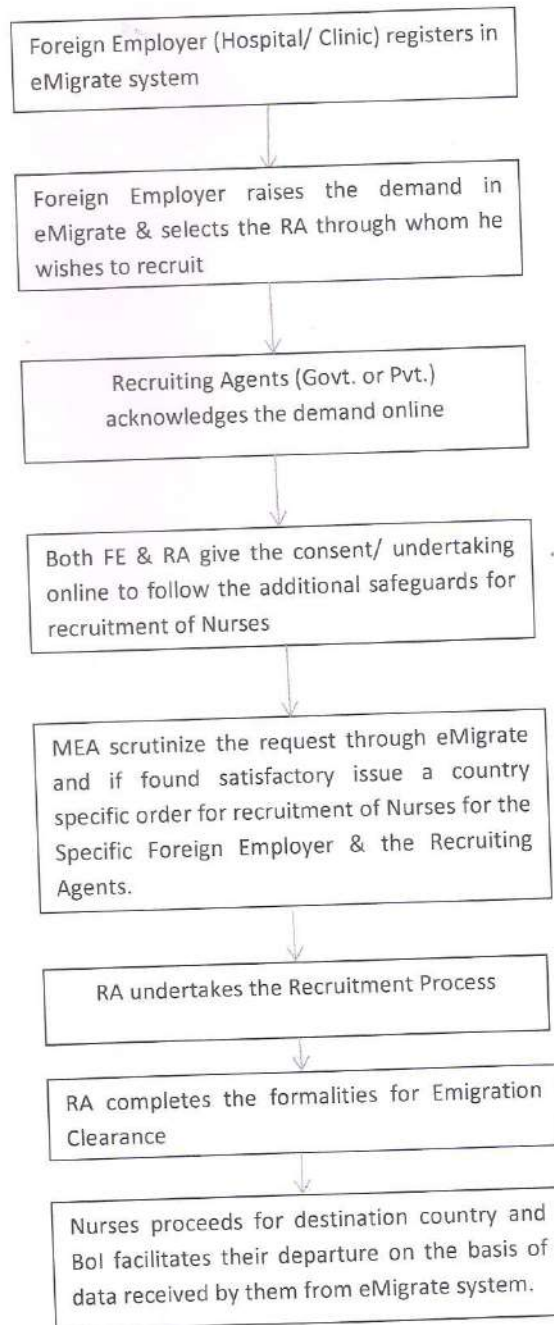 Foreign Employer (Hospital/ Clinic) registers in
eMigrate system
Foreign Employer raises the demand in
eMigrate & selects the RA through whom he
wishes to recruit
Recruiting Agents (Govt. or Pvt.)
acknowledges the demand online
Both FE & RA give the consent/ undertaking
online to follow the additional safeguards for
recruitment of Nurses
MEA scrutinize the request through eMigrate
and if found satisfactory issue a country
specific order for recruitment of Nurses for the
Specific Foreign Employer & the Recruiting
Agents.
RA undertakes the Recruitment Process
RA completes the formalities for Emigration
Clearance
Nurses proceeds for destination country and
BoI facilitates their departure on the basis of
data received by them from eMigrate system.